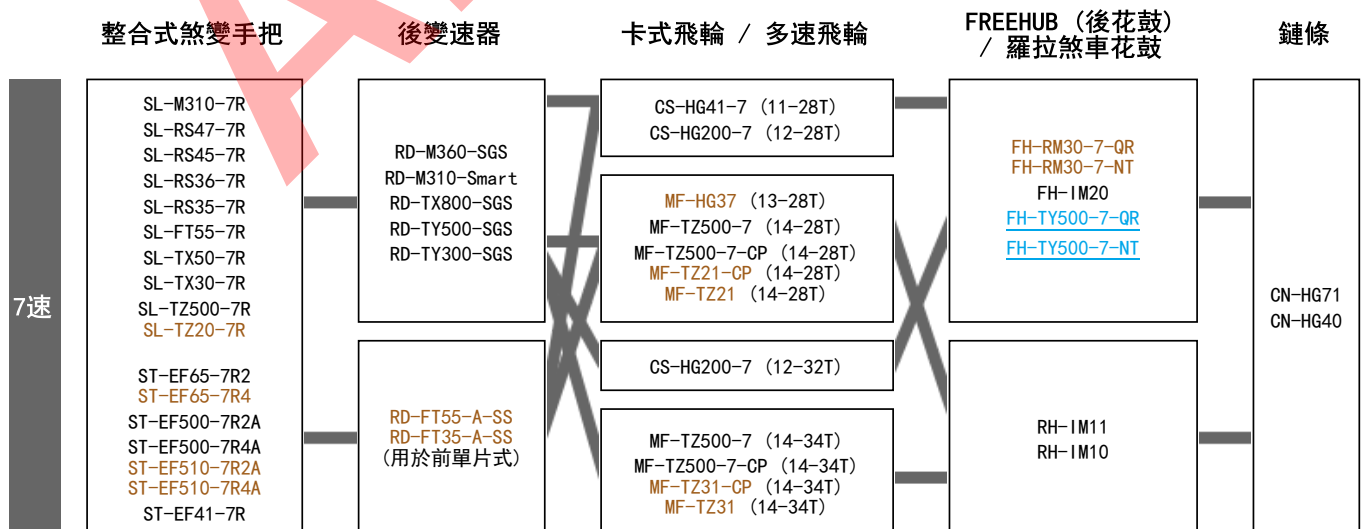 整合式煞變手把
後變速器
卡式飛輪 / 多速飛輪
FREEHUB (後花鼓)
/ 羅拉煞車花鼓
鏈條
7速
SL-M310-7R
SL-RS47-7R
SL-RS45-7R
SL-RS36-7R
SL-RS35-7R
SL-FT55-7R
SL-TX50-7R
SL-TX30-7R
SL-TZ500-7R
SL-TZ20-7R
ST-EF65-7R2
ST-EF65-7R4
ST-EF500-7R2A
ST-EF500-7R4A
ST-EF510-7R2A
ST-EF510-7R4A
ST-EF41-7R
RD-M360-SGS
RD-M310-Smart
RD-TX800-SGS
RD-TY500-SGS
RD-TY300-SGS
RD-FT55-A-SS
RD-FT35-A-SS
(用於前單片式)
CS-HG41-7 (11-28T)
CS-HG200-7 (12-28T)
MF-HG37 (13-28T)
MF-TZ500-7 (14-28T)
MF-TZ500-7-CP (14-28T)
MF-TZ21-CP (14-28T)
MF-TZ21 (14-28T)
CS-HG200-7 (12-32T)
MF-TZ500-7 (14-34T)
MF-TZ500-7-CP (14-34T)
MF-TZ31-CP (14-34T)
MF-TZ31 (14-34T)
FH-RM30-7-QR
FH-RM30-7-NT
FH-IM20
FH-TY500-7-QR
FH-TY500-7-NT
RH-IM11
RH-IM10
CN-HG71
CN-HG40